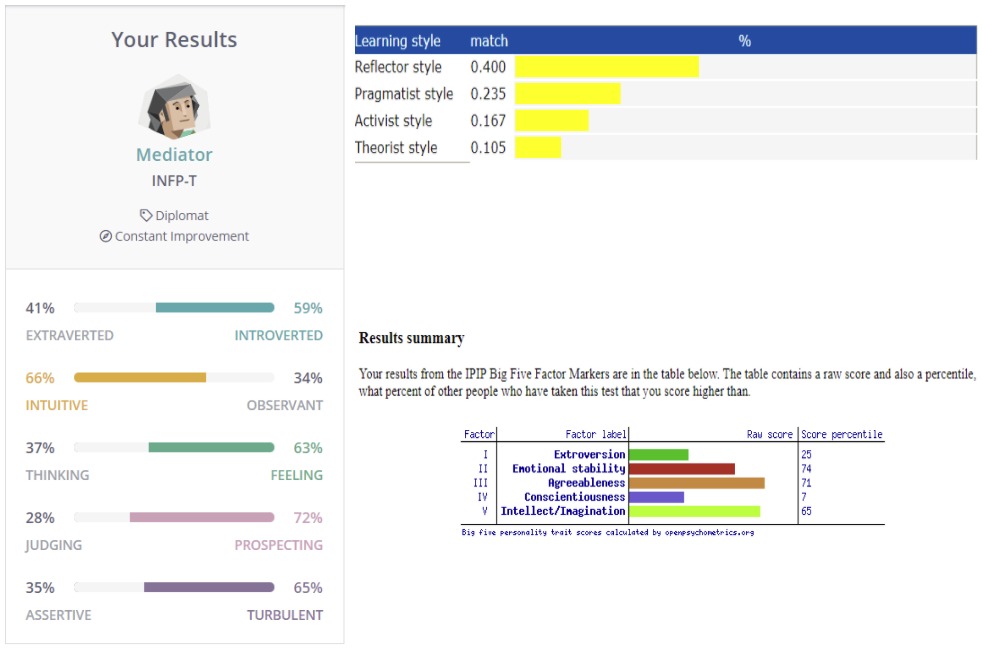 Your Results
Mediator
INFP-T
Diplomat
Constant Improvement
41% 59%
EXTRAVERTED INTROVERTED
66% 34%
INTUITIVE OBSERVANT
37% 63%
THINKING FEELING
28% 72%
JUDGING PROSPECTING
35% 65%
ASSERTIVE TURBULENT
Learning style match %
Reflector style 0.400
Pragmatist style 0.235
Activist style 0.167
Theorist style 0.105
Results summary
Your results from the IPIP Big Five Factor Markers are in the table below. The table contains a raw score and also a percentile,
what percent of other people who have taken this test that you score higher than.
Factor Factor label Raw score Score percentile
I Extroversion 25
II Emotional stability 74
III Agreeableness 71
IV Conscientiousness 7
V Intellect/Imagination 65
Big five personality trait scores calculated by openpsychometrics.org